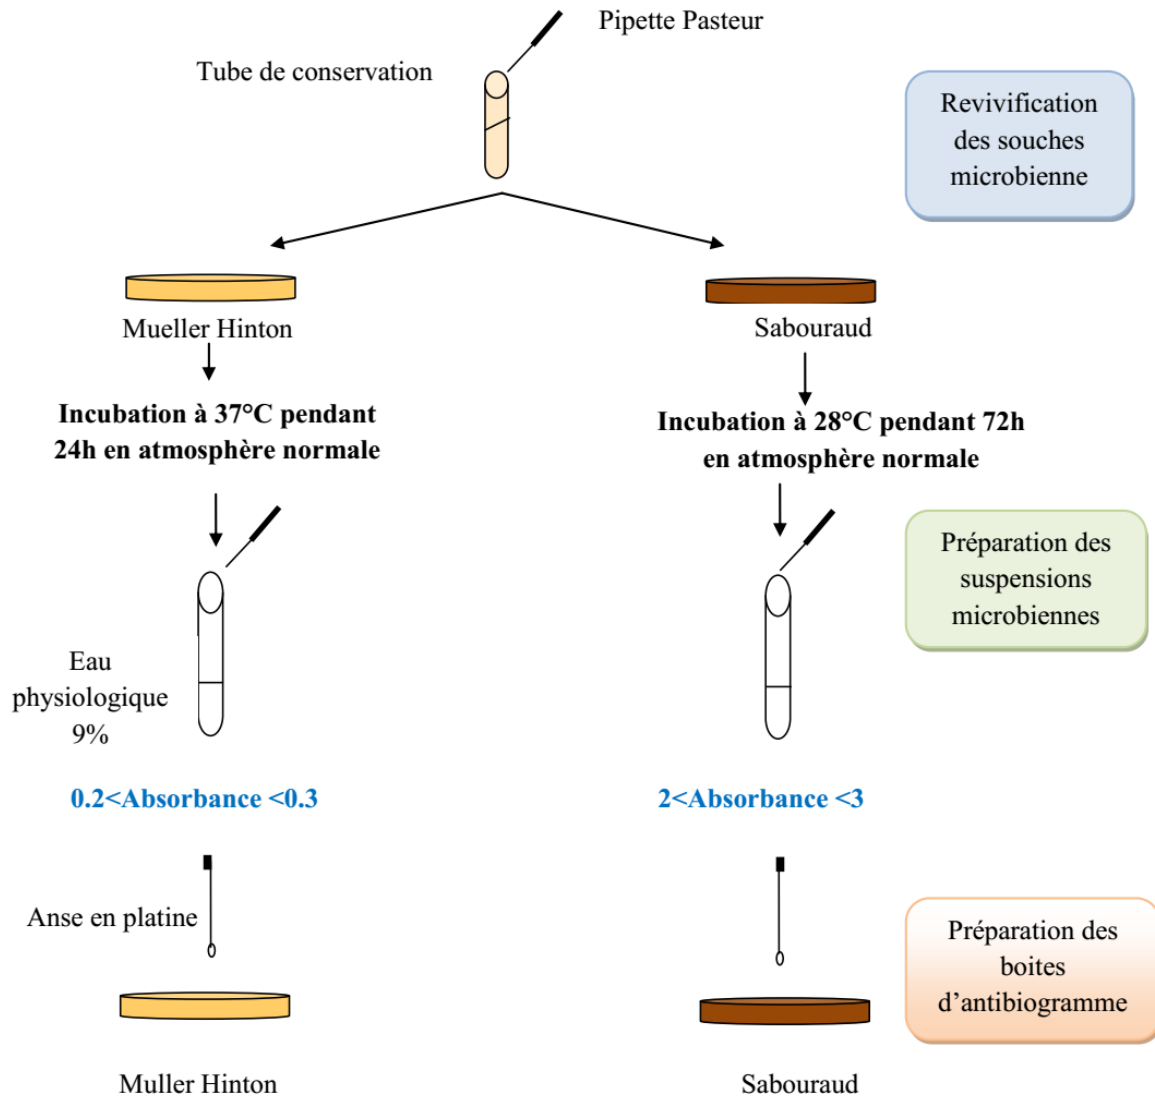 Pipette Pasteur
Tube de conservation
Revivification
des souches
microbienne
Mueller Hinton
Sabouraud
Incubation à 37°C pendant
24h en atmosphère normale
Incubation à 28°C pendant 72h
en atmosphère normale
Préparation des
suspensions
microbiennes
Eau
physiologique
9%
0.2<Absorbance <0.3
2<Absorbance <3
Anse en platine
Préparation des
boites
d’antibiogramme
Muller Hinton
Sabouraud